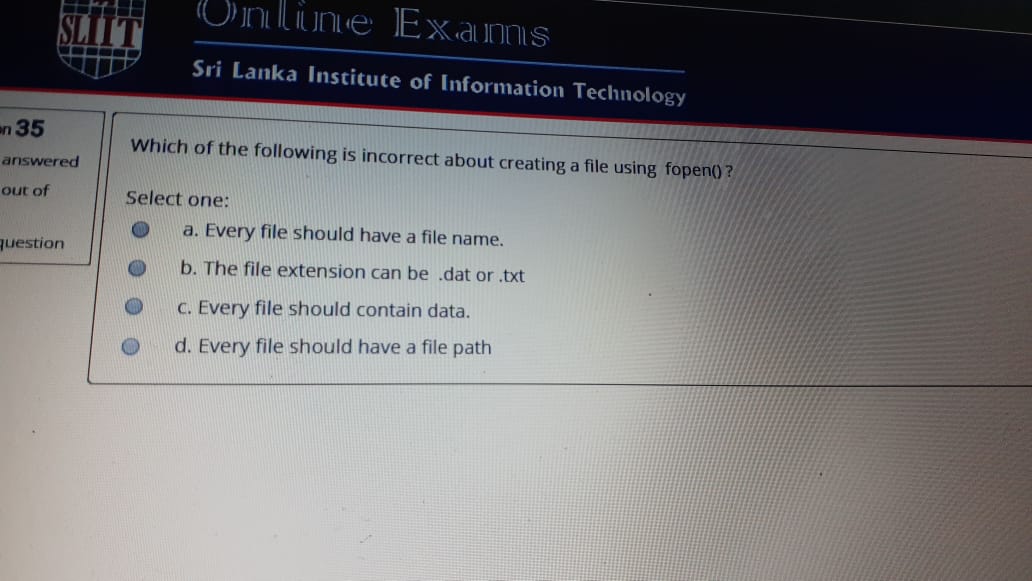 SLIIT
Online Exams
Sri Lanka Institute of Information Technology
35
answered
out of
question
Which of the following is incorrect about creating a file using fopen() ?
Select one:
a. Every file should have a file name.
b. The file extension can be .dat or .txt
c. Every file should contain data.
d. Every file should have a file path